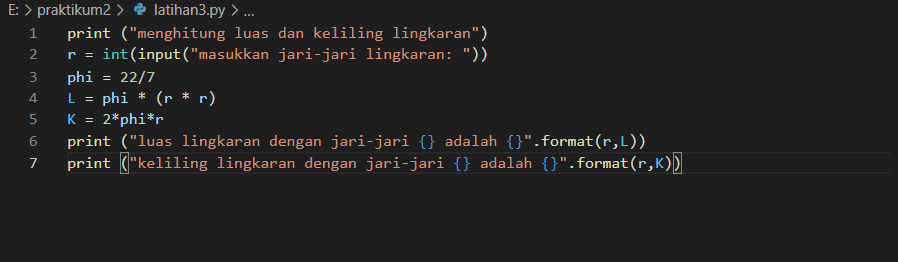 E: > praktikum2 > latihan3.py > ...
1 print ("menghitung luas dan keliling lingkaran")
2 r = int(input("masukkan jari-jari lingkaran: "))
3 phi = 22/7
4 L = phi * (r * r)
5 K = 2*phi*r
6 print ("luas lingkaran dengan jari-jari {} adalah {}".format(r,L))
7 print ("keliling lingkaran dengan jari-jari {} adalah {}".format(r,K))